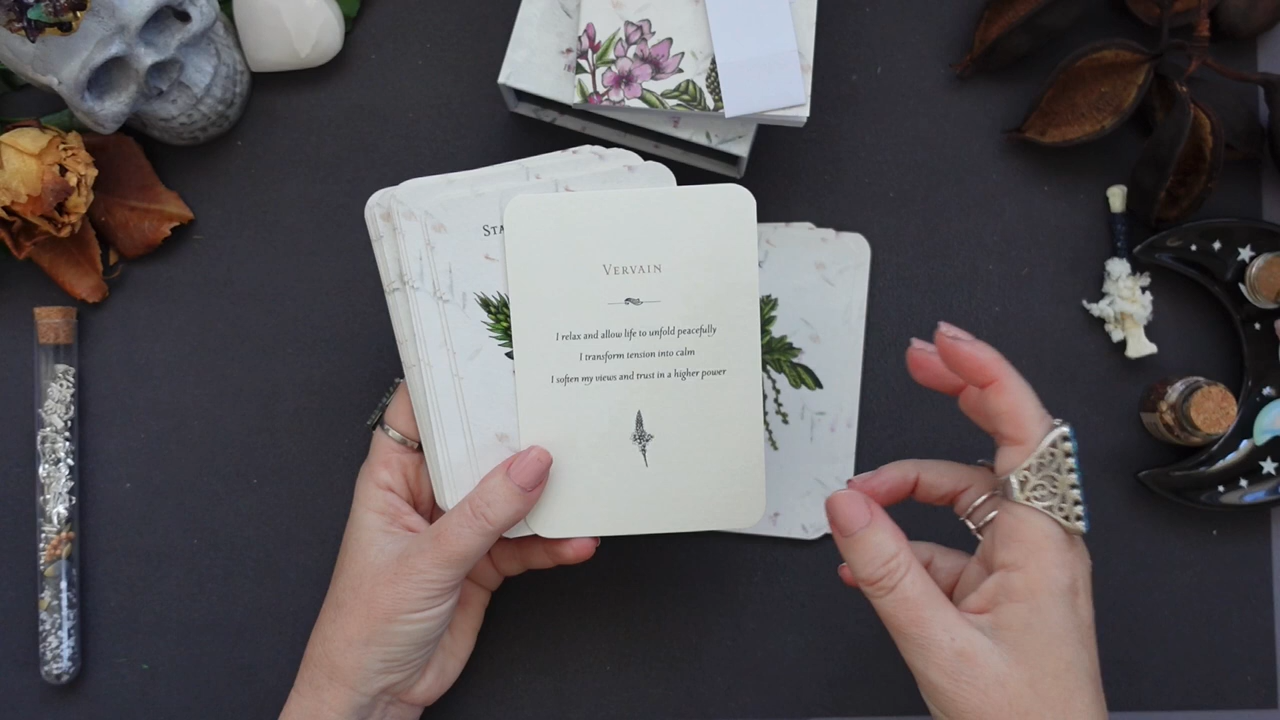 Vervain
I relax and allow life to unfold peacefully
I transform tension into calm
I soften my views and trust in a higher power